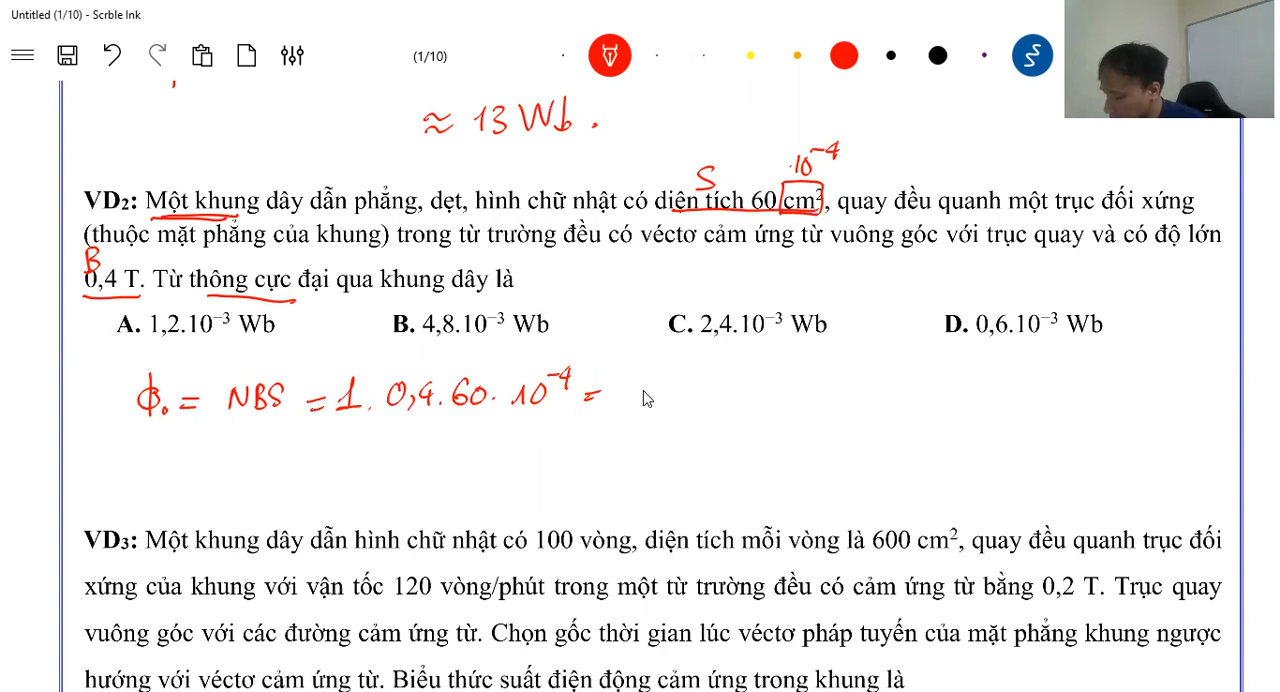 Untitled (1/10) - Scrble Ink
(1/10)
≈ 13 Wb.
S .10⁻⁴
VD₂: Một khung dây dẫn phẳng, dẹt, hình chữ nhật có diện tích 60 cm², quay đều quanh một trục đối xứng
(thuộc mặt phẳng của khung) trong từ trường đều có véctơ cảm ứng từ vuông góc với trục quay và có độ lớn
B
0,4 T. Từ thông cực đại qua khung dây là
A. 1,2.10⁻³ Wb B. 4,8.10⁻³ Wb C. 2,4.10⁻³ Wb D. 0,6.10⁻³ Wb
ϕ₀ = NBS = 1. 0,4. 60. 10⁻⁴ =
VD₃: Một khung dây dẫn hình chữ nhật có 100 vòng, diện tích mỗi vòng là 600 cm², quay đều quanh trục đối
xứng của khung với vận tốc 120 vòng/phút trong một từ trường đều có cảm ứng từ bằng 0,2 T. Trục quay
vuông góc với các đường cảm ứng từ. Chọn gốc thời gian lúc véctơ pháp tuyến của mặt phẳng khung ngược
hướng với véctơ cảm ứng từ. Biểu thức suất điện động cảm ứng trong khung là